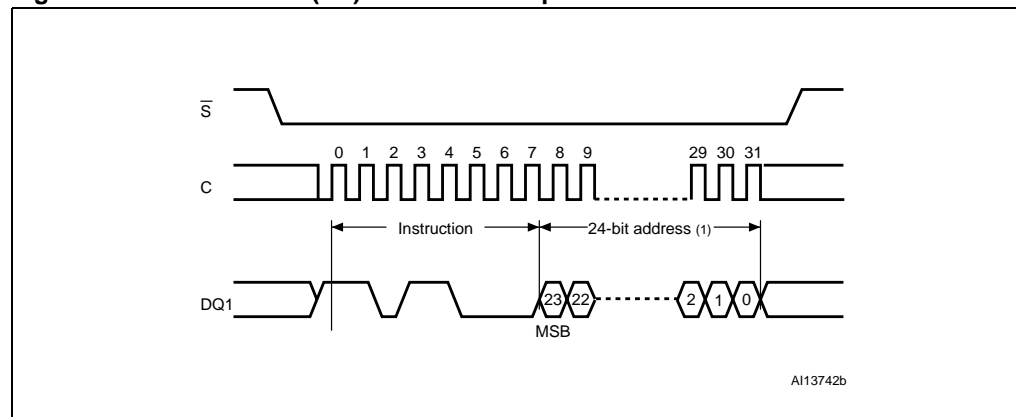 S
0 1 2 3 4 5 6 7 8 9 29 30 31
C
Instruction 24-bit address (1)
DQ1 23 22 2 1 0
MSB
AI13742b